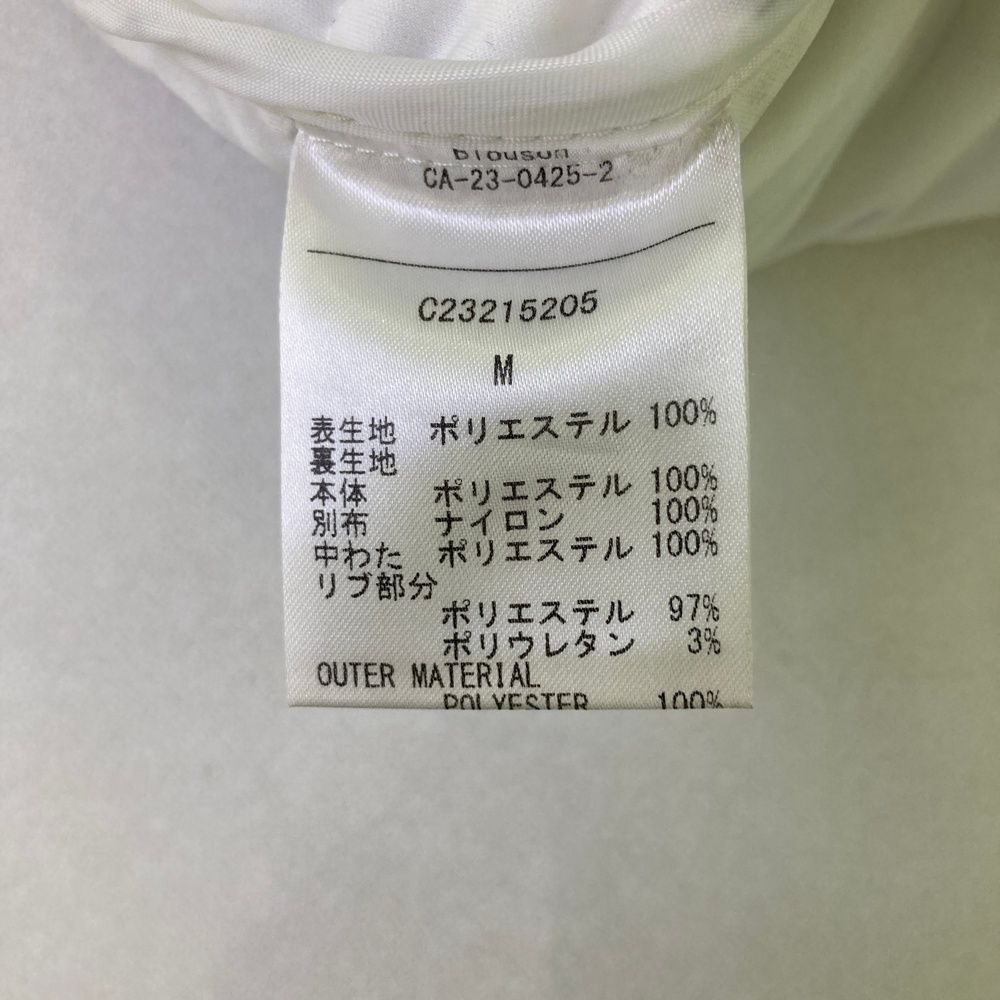 Blouson
CA-23-0425-2
C23215205
M
表生地 ポリエステル 100%
裏生地
本体 ポリエステル 100%
別布 ナイロン 100%
中わた ポリエステル 100%
リブ部分
ポリエステル 97%
ポリウレタン 3%
OUTER MATERIAL
POLYESTER 100%